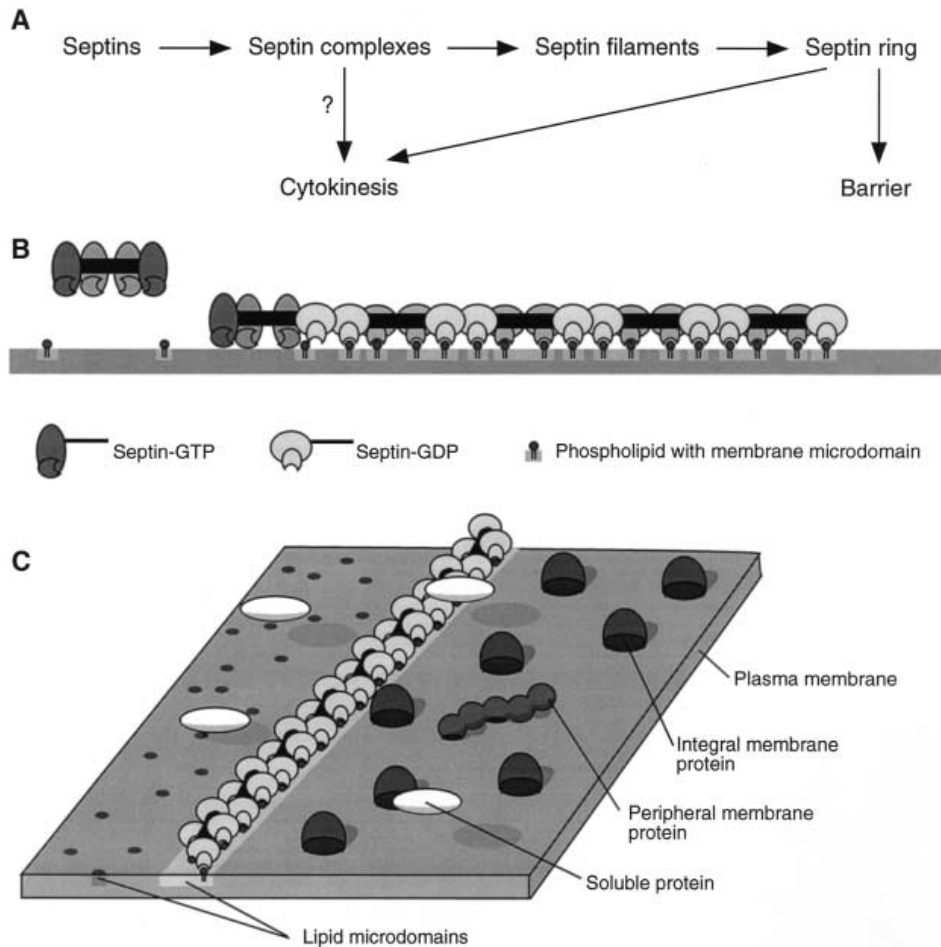 A
Septins Septin complexes Septin filaments Septin ring
?
Cytokinesis Barrier
B
Septin-GTP Septin-GDP Phospholipid with membrane microdomain
C
Plasma membrane
Integral membrane
protein
Peripheral membrane
protein
Soluble protein
Lipid microdomains